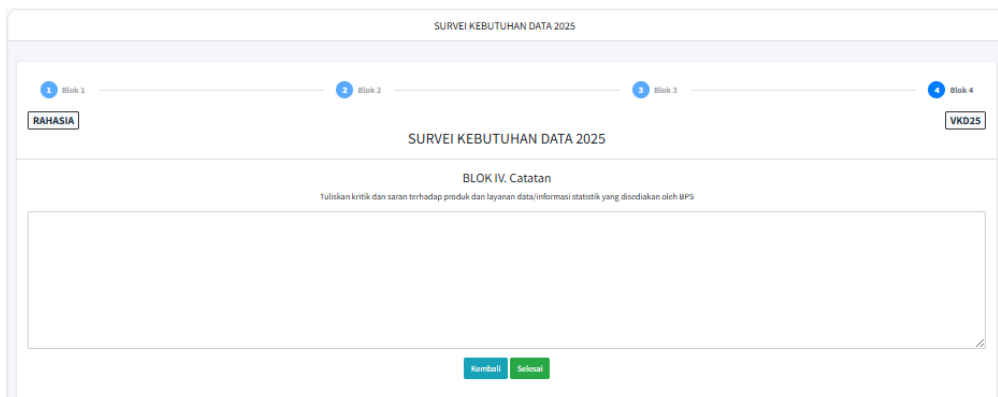 SURVEI KEBUTUHAN DATA 2025
1 Blok 1
2 Blok 2
3 Blok 3
4 Blok 4
RAHASIA
VKD25
SURVEI KEBUTUHAN DATA 2025
BLOK IV. Catatan
Tuliskan kritik dan saran terhadap produk dan layanan data/informasi statistik yang disediakan oleh BPS
Kembali
Selesai